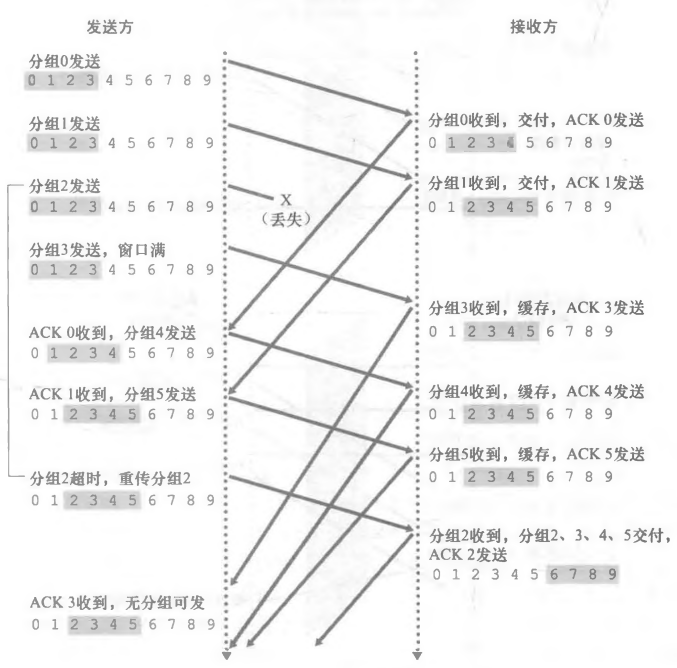 发送方
接收方
分组0发送
0 1 2 3 4 5 6 7 8 9
分组0收到，交付，ACK 0发送
0 1 2 3 4 5 6 7 8 9
分组1发送
0 1 2 3 4 5 6 7 8 9
分组1收到，交付，ACK 1发送
0 1 2 3 4 5 6 7 8 9
分组2发送
0 1 2 3 4 5 6 7 8 9
X
（丢失）
分组3发送，窗口满
0 1 2 3 4 5 6 7 8 9
分组3收到，缓存，ACK 3发送
0 1 2 3 4 5 6 7 8 9
ACK 0收到，分组4发送
0 1 2 3 4 5 6 7 8 9
分组4收到，缓存，ACK 4发送
0 1 2 3 4 5 6 7 8 9
ACK 1收到，分组5发送
0 1 2 3 4 5 6 7 8 9
分组5收到，缓存，ACK 5发送
0 1 2 3 4 5 6 7 8 9
分组2超时，重传分组2
0 1 2 3 4 5 6 7 8 9
分组2收到，分组2、3、4、5交付，
ACK 2发送
0 1 2 3 4 5 6 7 8 9
ACK 3收到，无分组可发
0 1 2 3 4 5 6 7 8 9